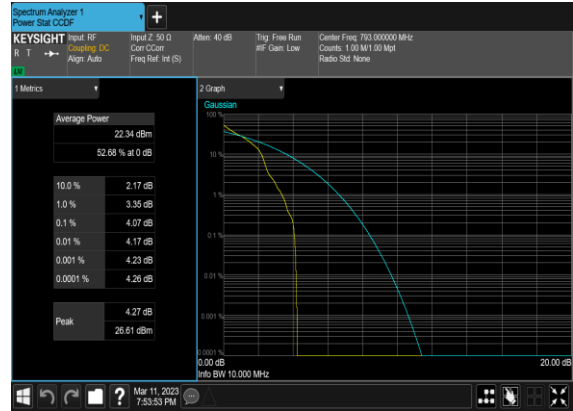 Spectrum Analyzer 1
Power Stat CCDF
KEYSIGHT
R T
LXI
Input: RF
Coupling: DC
Align: Auto
Input Z: 50 Ω
Corr CCorr
Freq Ref: Int (S)
Atten: 40 dB
Trig: Free Run
#IF Gain: Low
Center Freq: 793.000000 MHz
Counts: 1.00 M/1.00 Mpt
Radio Std: None
1 Metrics
Average Power
22.34 dBm
52.68 % at 0 dB
10.0 % 2.17 dB
1.0 % 3.35 dB
0.1 % 4.07 dB
0.01 % 4.17 dB
0.001 % 4.23 dB
0.0001 % 4.26 dB
Peak
4.27 dB
26.61 dBm
2 Graph
Gaussian
100 %
10 %
1 %
0.1 %
0.01 %
0.001 %
0.0001 %
0.00 dB
20.00 dB
Info BW 10.000 MHz
?
Mar 11, 2023
7:53:53 PM